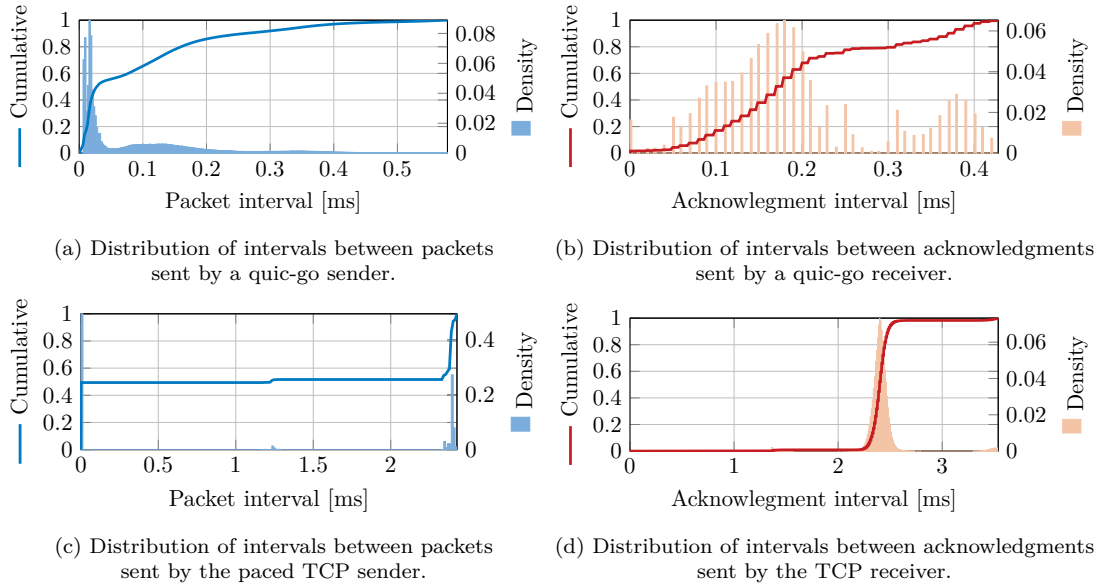 Cumulative
1
0.8
0.6
0.4
0.2
0
0 0.1 0.2 0.3 0.4 0.5
0.08
0.04
0
Density
Packet interval [ms]
(a) Distribution of intervals between packets
sent by a quic-go sender.
Cumulative
1
0.8
0.6
0.4
0.2
0
0.1 0.2 0.3 0.4
0.06
0.04
0.02
0
Density
Acknowlegment interval [ms]
(b) Distribution of intervals between acknowledgments
sent by a quic-go receiver.
Cumulative
1
0.8
0.6
0.4
0.2
0
0 0.5 1 1.5 2
0.4
0.2
0
Density
Packet interval [ms]
(c) Distribution of intervals between packets
sent by the paced TCP sender.
Cumulative
1
0.8
0.6
0.4
0.2
0
0 1 2 3
0.06
0.04
0.02
0
Density
Acknowlegment interval [ms]
(d) Distribution of intervals between acknowledgments
sent by the TCP receiver.